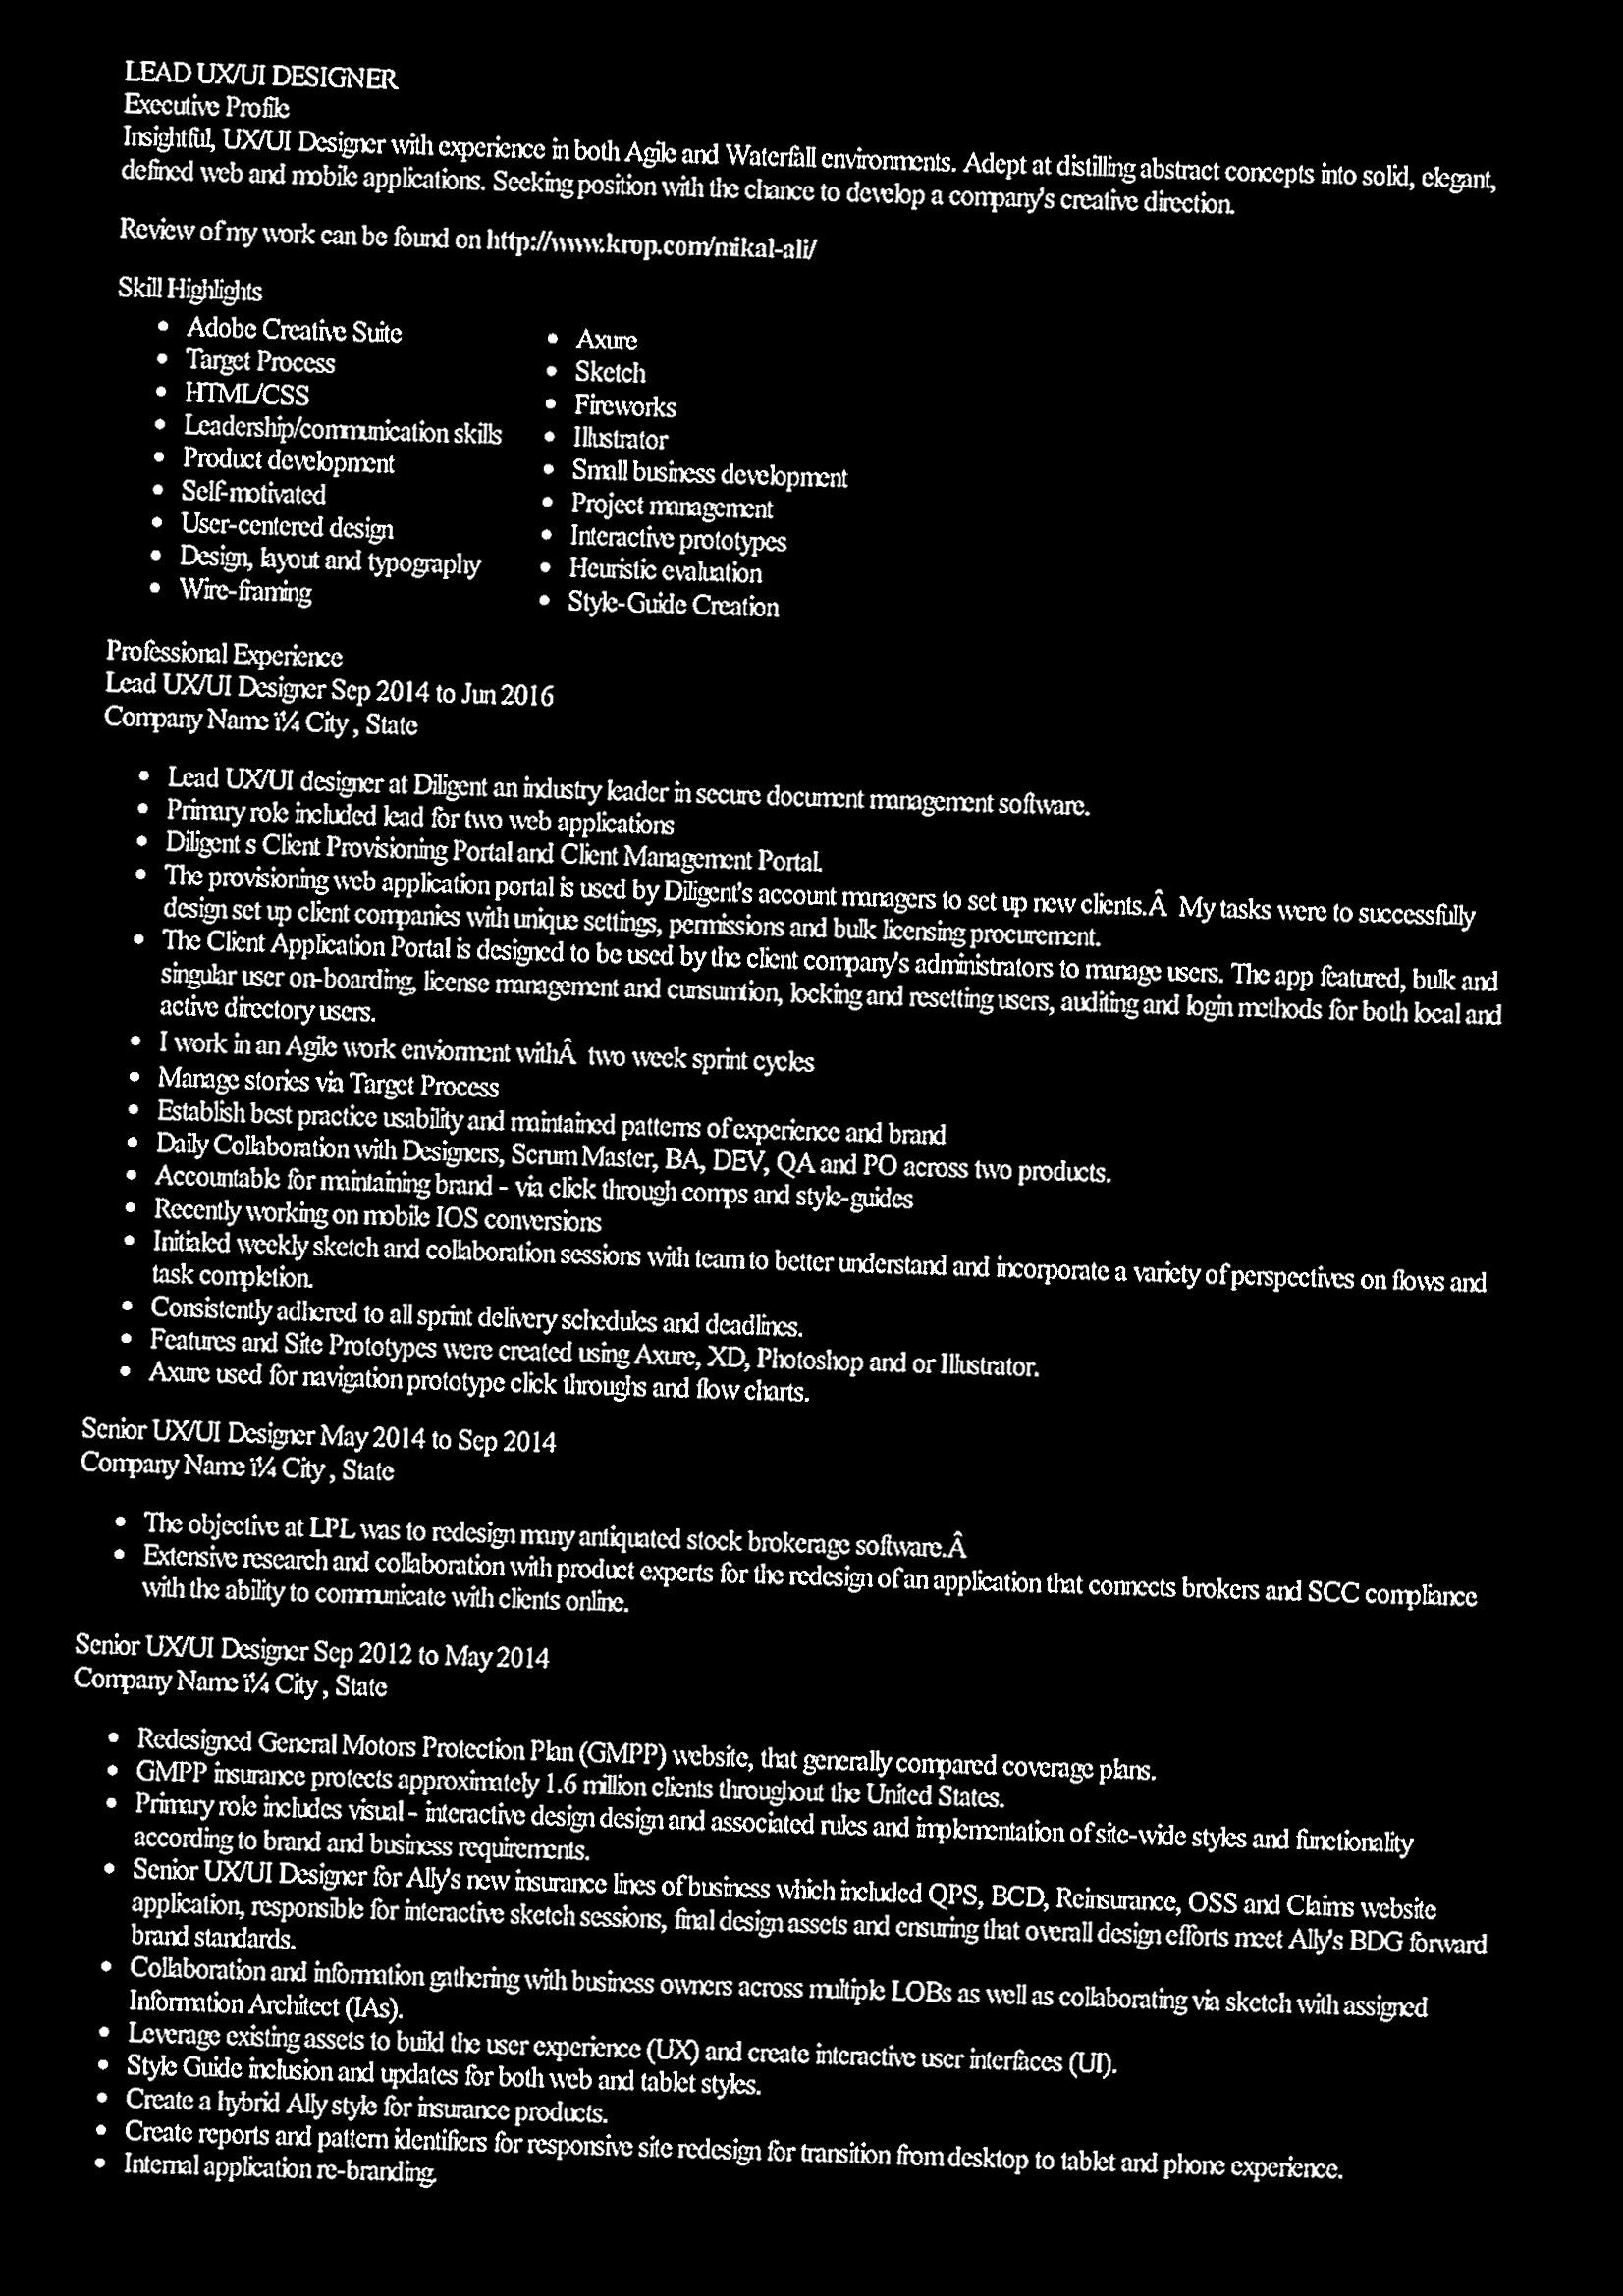 LEAD UX/UI DESIGNER
Executive Profile
Insightful, UX/UI Designer with experience in both Agile and Waterfall environments. Adept at distilling abstract concepts into solid, elegant,
defined web and mobile applications. Seeking position with the chance to develop a company's creative direction.
Review of my work can be found on http://www.krop.com/mikal-ali/
Skill Highlights
• Adobe Creative Suite
• Target Process
• HTML/CSS
• Leadership/communication skills
• Product development
• Self-motivated
• User-centered design
• Design, layout and typography
• Wire-framing
• Axure
• Sketch
• Fireworks
• Illustrator
• Small business development
• Project management
• Interactive prototypes
• Heuristic evaluation
• Style-Guide Creation
Professional Experience
Lead UX/UI Designer Sep 2014 to Jun 2016
Company Name ï¼ City , State
• Lead UX/UI designer at Diligent an industry leader in secure document management software.
• Primary role included lead for two web applications
• Diligent s Client Provisioning Portal and Client Management Portal.
• The provisioning web application portal is used by Diligent's account managers to set up new clients.Â  My tasks were to successfully
design set up client companies with unique settings, permissions and bulk licensing procurement.
• The Client Application Portal is designed to be used by the client company's administrators to manage users. The app featured, bulk and
singular user on-boarding, license management and cunsumtion, locking and resetting users, auditing and login methods for both local and
active directory users.
• I work in an Agile work enviorment withÂ  two week sprint cycles
• Manage stories via Target Process
• Establish best practice usability and maintained patterns of experience and brand
• Daily Collaboration with Designers, Scrum Master, BA, DEV, QA and PO across two products.
• Accountable for maintaining brand - via click through comps and style-guides
• Recently working on mobile IOS conversions
• Initialed weekly sketch and collaboration sessions with team to better understand and incorporate a variety of perspectives on flows and
task completion.
• Consistently adhered to all sprint delivery schedules and deadlines.
• Features and Site Prototypes were created using Axure, XD, Photoshop and or Illustrator.
• Axure used for navigation prototype click throughs and flow charts.
Senior UX/UI Designer May 2014 to Sep 2014
Company Name ï¼ City , State
• The objective at LPL was to redesign many antiquated stock brokerage software.Â
• Extensive research and collaboration with product experts for the redesign of an application that connects brokers and SCC compliance
with the ability to communicate with clients online.
Senior UX/UI Designer Sep 2012 to May 2014
Company Name ï¼ City , State
• Redesigned General Motors Protection Plan (GMPP) website, that generally compared coverage plans.
• GMPP insurance protects approximately 1.6 million clients throughout the United States.
• Primary role includes visual - interactive design design and associated rules and implementation of site-wide styles and functionality
according to brand and business requirements.
• Senior UX/UI Designer for Ally's new insurance lines of business which included QPS, BCD, Reinsurance, OSS and Claims website
application, responsible for interactive sketch sessions, final design assets and ensuring that overall design efforts meet Ally's BDG forward
brand standards.
• Collaboration and information gathering with business owners across multiple LOBs as well as collaborating via sketch with assigned
Information Architect (IAs).
• Leverage existing assets to build the user experience (UX) and create interactive user interfaces (UI).
• Style Guide inclusion and updates for both web and tablet styles.
• Create a hybrid Ally style for insurance products.
• Create reports and pattern identifiers for responsive site redesign for transition from desktop to tablet and phone experience.
• Internal application re-branding.